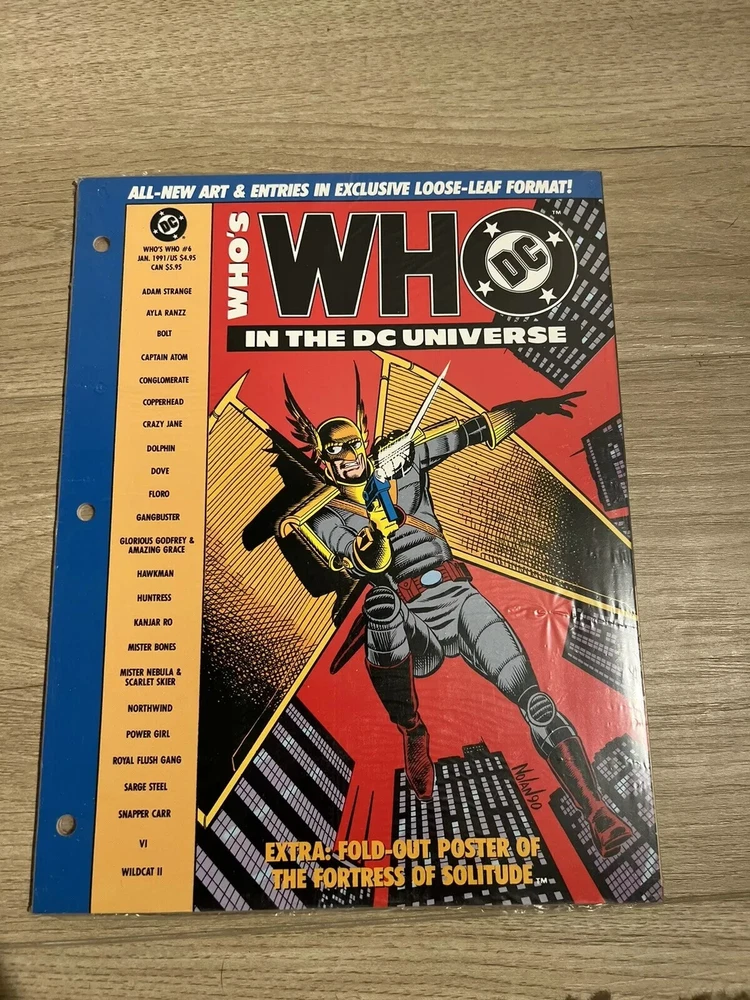 ALL-NEW ART & ENTRIES IN EXCLUSIVE LOOSE-LEAF FORMAT!
DC
WHO'S WHO #6
JAN. 1991/US $4.95
CAN $5.95
ADAM STRANGE
AYLA RANZZ
BOLT
CAPTAIN ATOM
CONGLOMERATE
COPPERHEAD
CRAZY JANE
DOLPHIN
DOVE
FLORO
GANGBUSTER
GLORIOUS GODFREY &
AMAZING GRACE
HAWKMAN
HUNTRESS
KANJAR RO
MISTER BONES
MISTER NEBULA &
SCARLET SKIER
NORTHWIND
POWER GIRL
ROYAL FLUSH GANG
SARGE STEEL
SNAPPER CARR
VI
WILDCAT II
WHO'S
WHO
DC
TM
IN THE DC UNIVERSE
NOLAN 90
EXTRA: FOLD-OUT POSTER OF
THE FORTRESS OF SOLITUDE TM